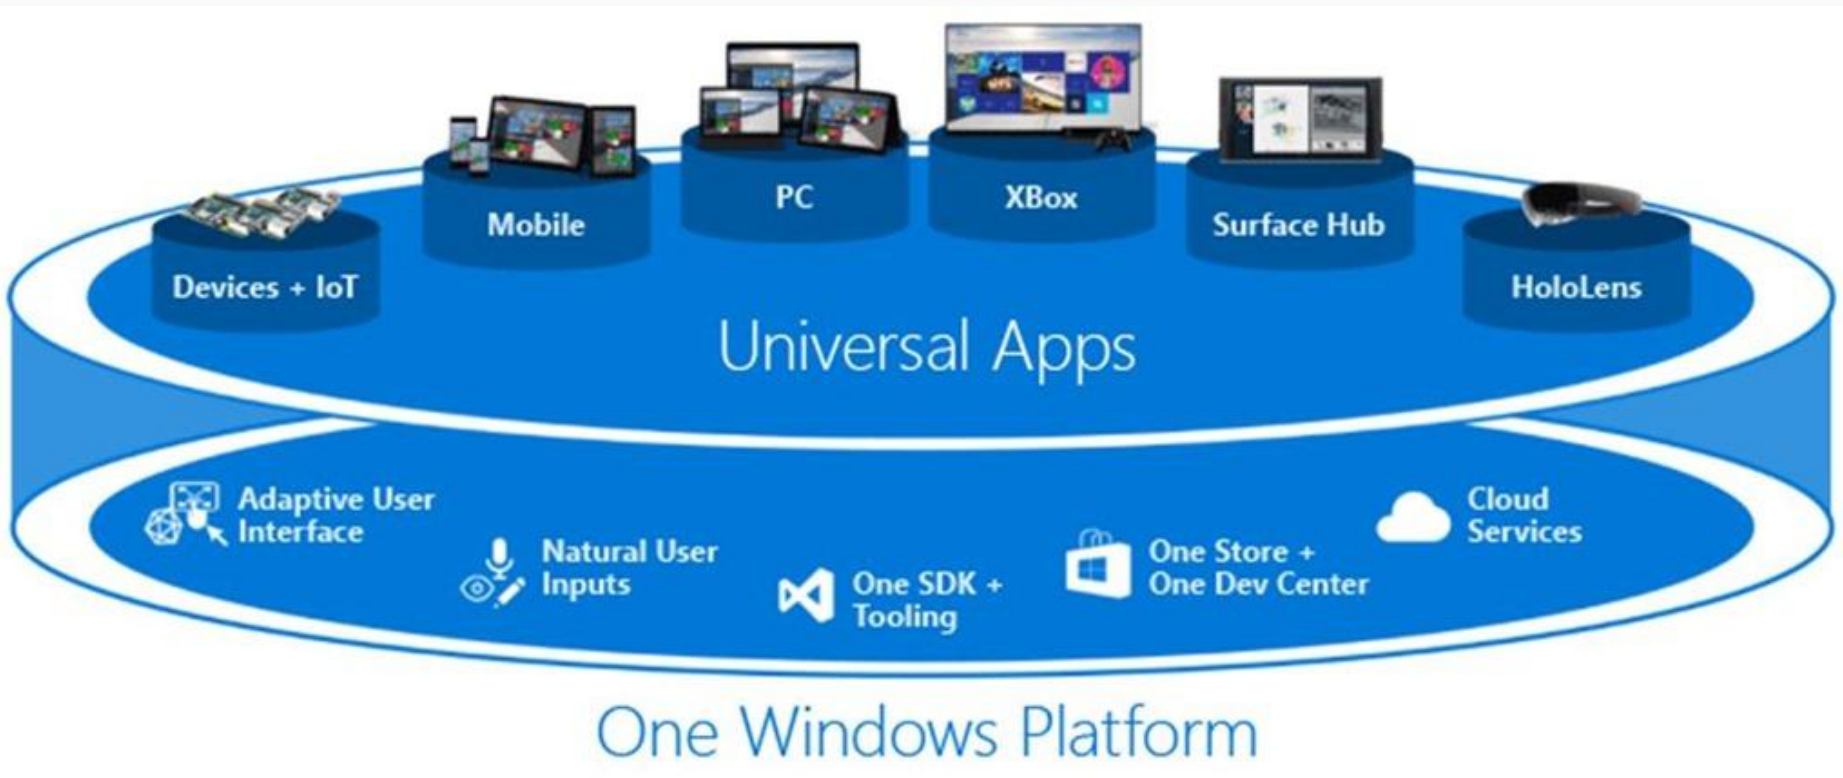 Devices + IoT
Mobile
PC
XBox
Surface Hub
HoloLens
Universal Apps
Adaptive User
Interface
Natural User
Inputs
One SDK +
Tooling
One Store +
One Dev Center
Cloud
Services
One Windows Platform